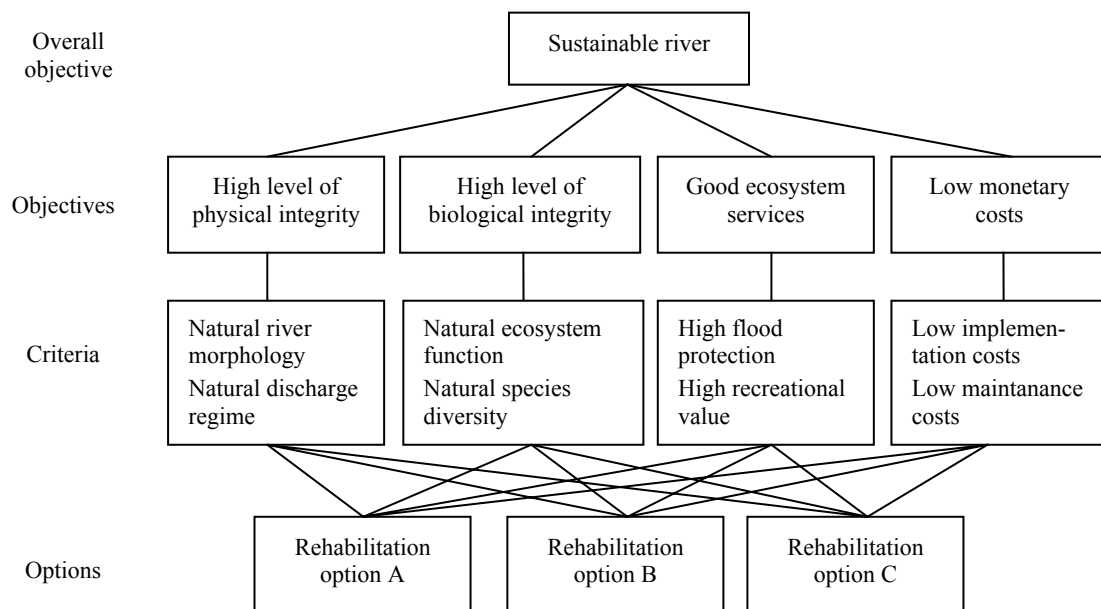 Overall
objective
Sustainable river
Objectives
High level of
physical integrity
High level of
biological integrity
Good ecosystem
services
Low monetary
costs
Criteria
Natural river
morphology
Natural discharge
regime
Natural ecosystem
function
Natural species
diversity
High flood
protection
High recreational
value
Low implemen-
tation costs
Low maintanance
costs
Options
Rehabilitation
option A
Rehabilitation
option B
Rehabilitation
option C